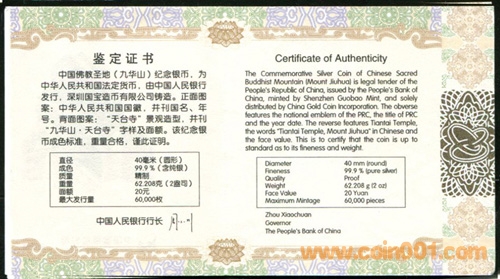 鉴定证书
中国佛教圣地（九华山）纪念银币，为
中华人民共和国法定货币，由中国人民银行
发行，深圳国宝造币有限公司铸造。正面图
案：中华人民共和国国徽，并刊国名、年
号。背面图案：“天台寺”景观造型，并刊
“九华山·天台寺”字样及面额。该纪念银
币成色标准，重量合格，谨此证明。
直径 40毫米（圆形）
成色 99.9%（含纯银）
质量 精制
重量 62.208克（2盎司）
面额 20元
最大发行量 60,000枚
中国人民银行行长
Certificate of Authenticity
The Commemorative Silver Coin of Chinese Sacred
Buddhist Mountain (Mount Jiuhua) is legal tender of the
People's Republic of China, issued by the People's Bank of
China, minted by Shenzhen Guobao Mint, and solely
distributed by China Gold Coin Incorporation. The obverse
features the national emblem of the PRC, the title of PRC
and the year date. The reverse features Tiantai Temple,
the words "Tiantai Temple, Mount Jiuhua" in Chinese and
the face value. This is to certify that the coin is up to
standard as to its fineness and weight.
Diameter 40 mm (round)
Fineness 99.9 % (pure silver)
Quality Proof
Weight 62.208 g (2 oz)
Face Value 20 Yuan
Maximum Mintage 60,000 pieces
Zhou Xiaochuan
Governor
The People's Bank of China
www.coin001.com